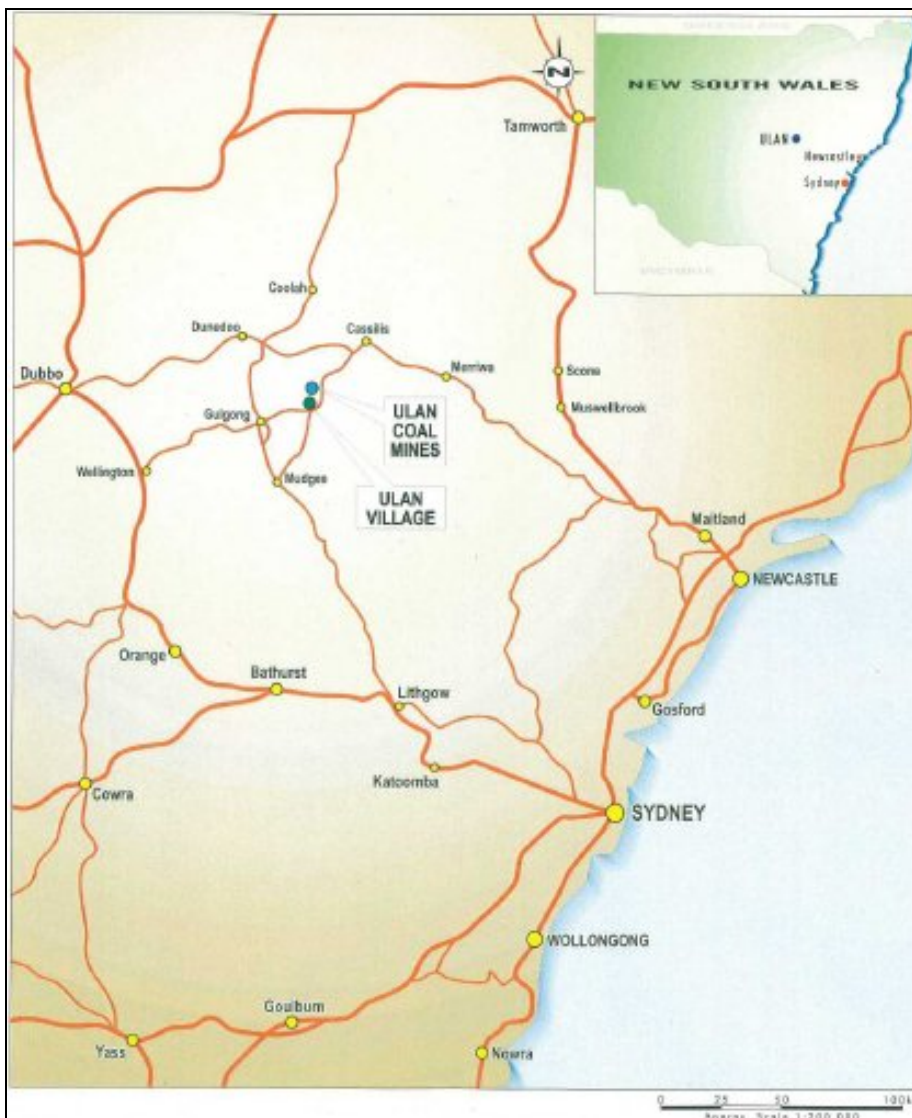 N
Tamworth
NEW SOUTH WALES
ULAN
Newcastle
Sydney
Coolah
Dunedoo
Cassilis
Merriwa
Scone
Dubbo
Muswellbrook
Gulgong
ULAN
COAL
MINES
Wellington
Mudgee
ULAN
VILLAGE
Maitland
NEWCASTLE
Orange
Bathurst
Lithgow
Gosford
Katoomba
Cowra
SYDNEY
WOLLONGONG
Goulburn
Yass
Nowra
0 25 50 100k